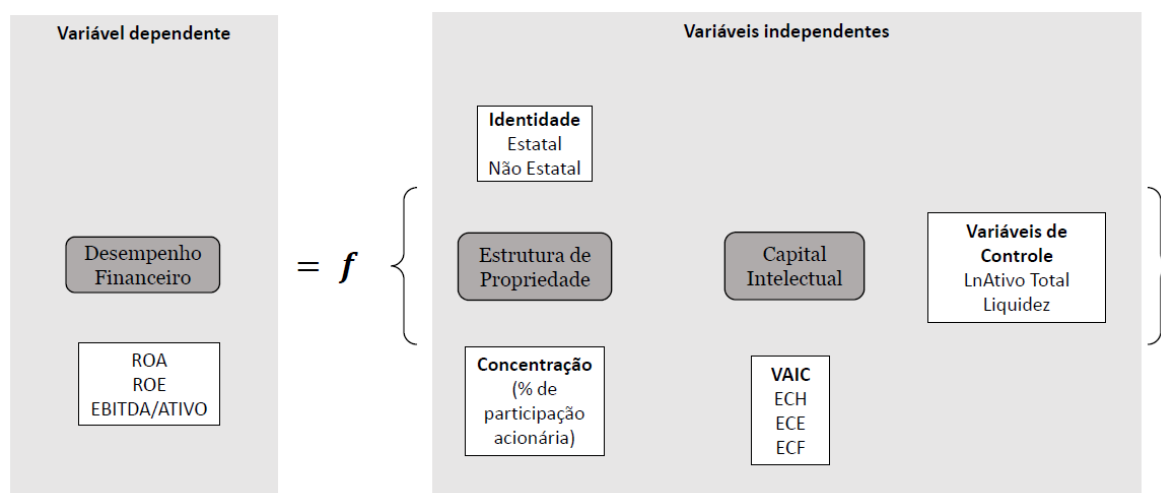 Variável dependente
Variáveis independentes
Identidade
Estatal
Não Estatal
Desempenho
Financeiro
= f
Estrutura de
Propriedade
Capital
Intelectual
Variáveis de
Controle
LnAtivo Total
Liquidez
ROA
ROE
EBITDA/ATIVO
Concentração
(% de
participação
acionária)
VAIC
ECH
ECE
ECF